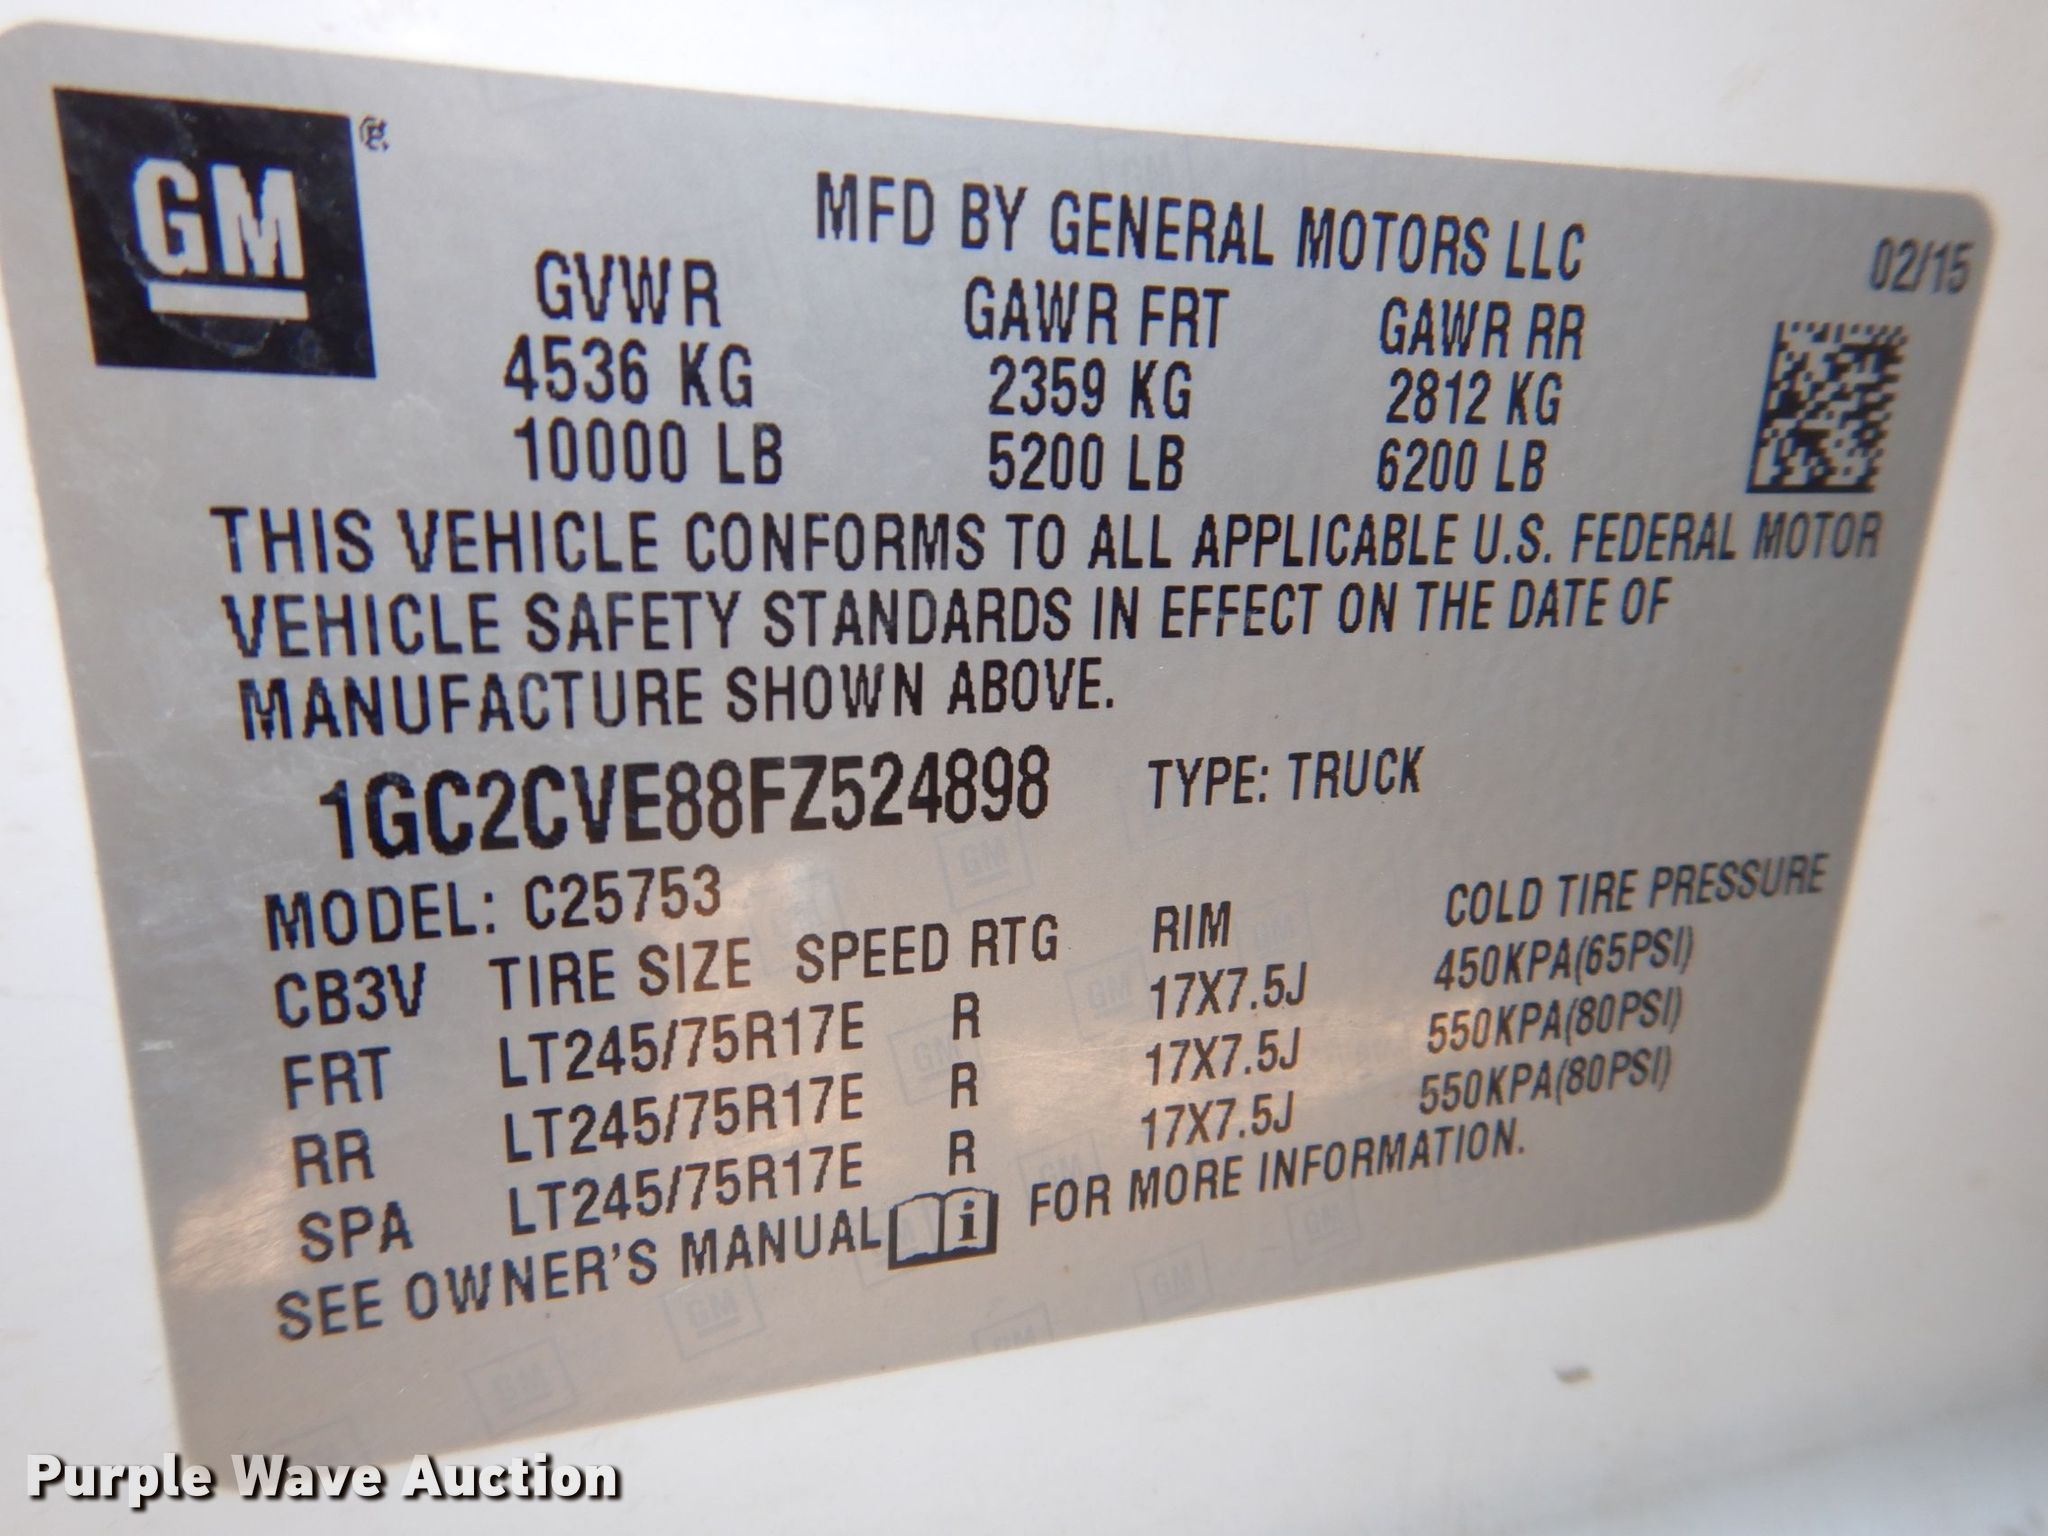 GM
MFD BY GENERAL MOTORS LLC
02/15
GVWR GAWR FRT GAWR RR
4536 KG 2359 KG 2812 KG
10000 LB 5200 LB 6200 LB
THIS VEHICLE CONFORMS TO ALL APPLICABLE U.S. FEDERAL MOTOR
VEHICLE SAFETY STANDARDS IN EFFECT ON THE DATE OF
MANUFACTURE SHOWN ABOVE.
1GC2CVE88FZ524898 TYPE: TRUCK
MODEL: C25753
CB3V TIRE SIZE SPEED RTG RIM COLD TIRE PRESSURE
FRT LT245/75R17E R 17X7.5J 450KPA(65PSI)
RR LT245/75R17E R 17X7.5J 550KPA(80PSI)
SPA LT245/75R17E R 17X7.5J 550KPA(80PSI)
SEE OWNER'S MANUAL i FOR MORE INFORMATION.
Purple Wave Auction